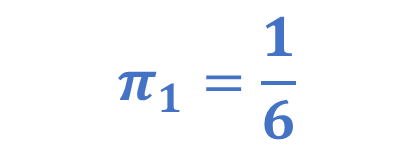 π₁ = 1/6